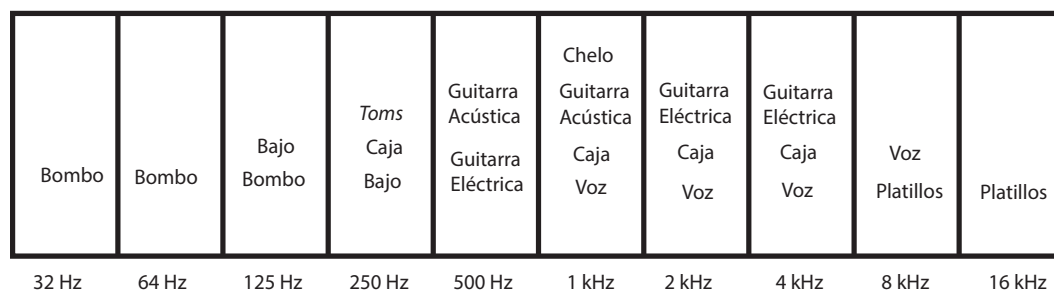 Bombo
Bombo
Bajo
Bombo
Toms
Caja
Bajo
Guitarra
Acústica
Guitarra
Eléctrica
Chelo
Guitarra
Acústica
Caja
Voz
Guitarra
Eléctrica
Caja
Voz
Guitarra
Eléctrica
Caja
Voz
Voz
Platillos
Platillos
32 Hz 64 Hz 125 Hz 250 Hz 500 Hz 1 kHz 2 kHz 4 kHz 8 kHz 16 kHz